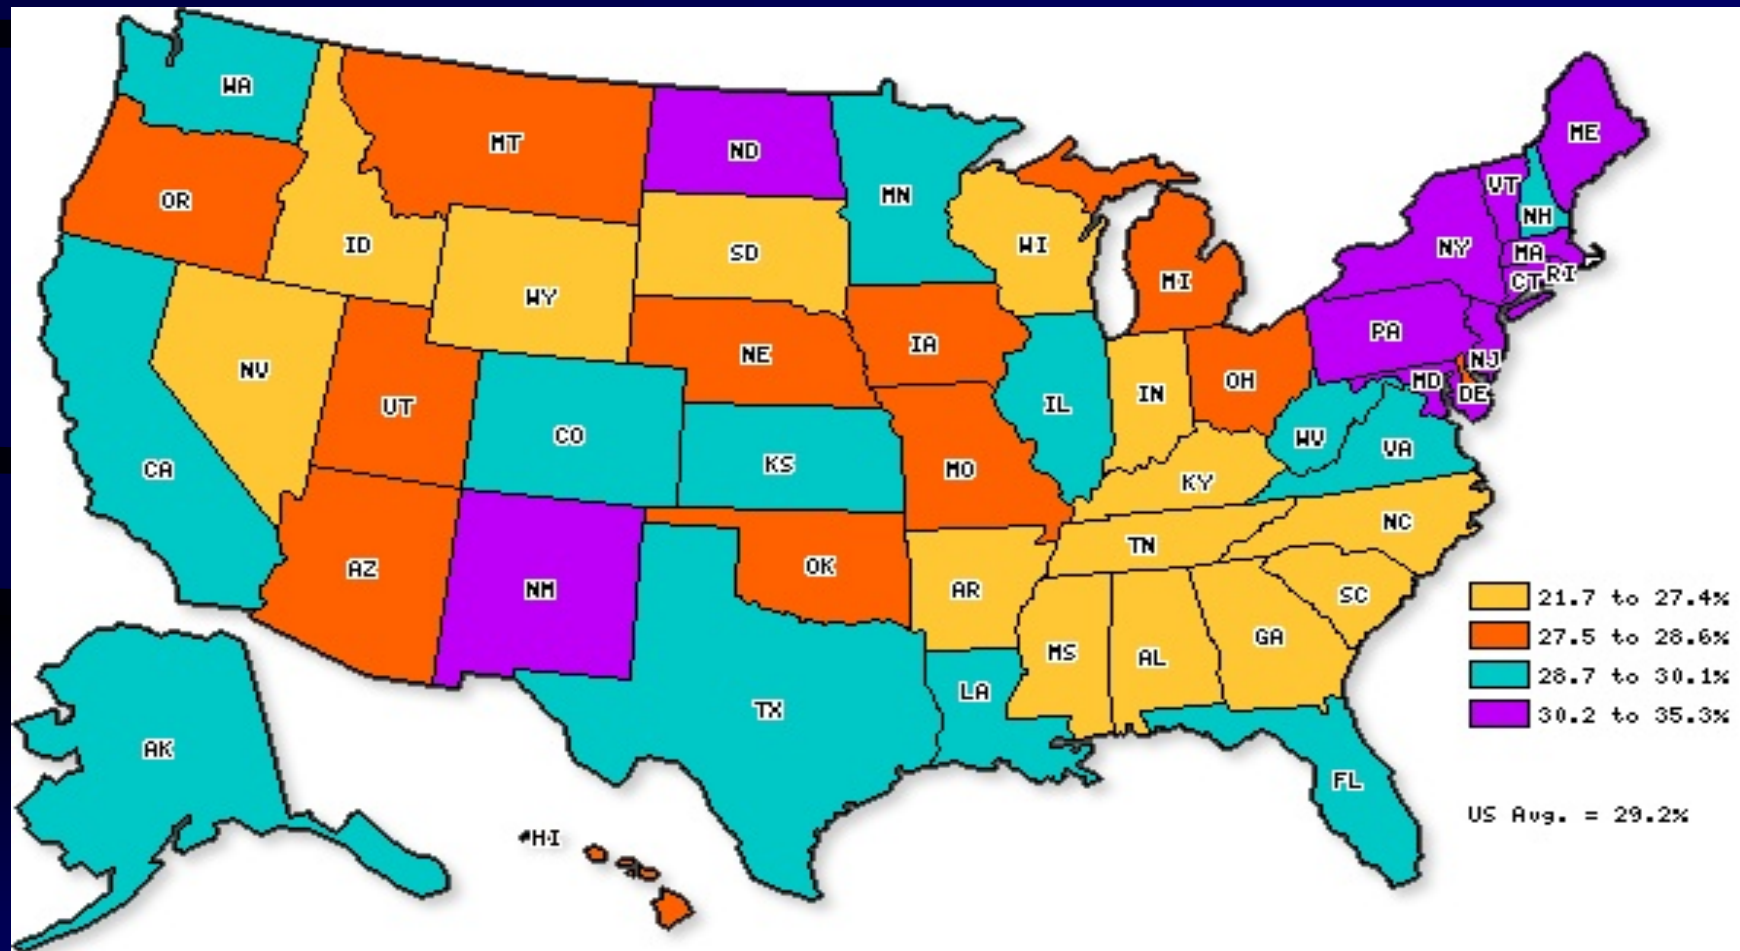 WA
MT
ND
MN
ME
OR
ID
SD
WI
VT
NH
WY
MI
NY
MA
CT
RI
NV
UT
NE
IA
PA
NJ
CA
CO
KS
IL
IN
OH
MD
DE
MO
WV
VA
KY
AZ
NM
OK
AR
TN
NC
SC
MS
AL
GA
TX
LA
FL
AK
*HI
21.7 to 27.4%
27.5 to 28.6%
28.7 to 30.1%
30.2 to 35.3%
US Avg. = 29.2%